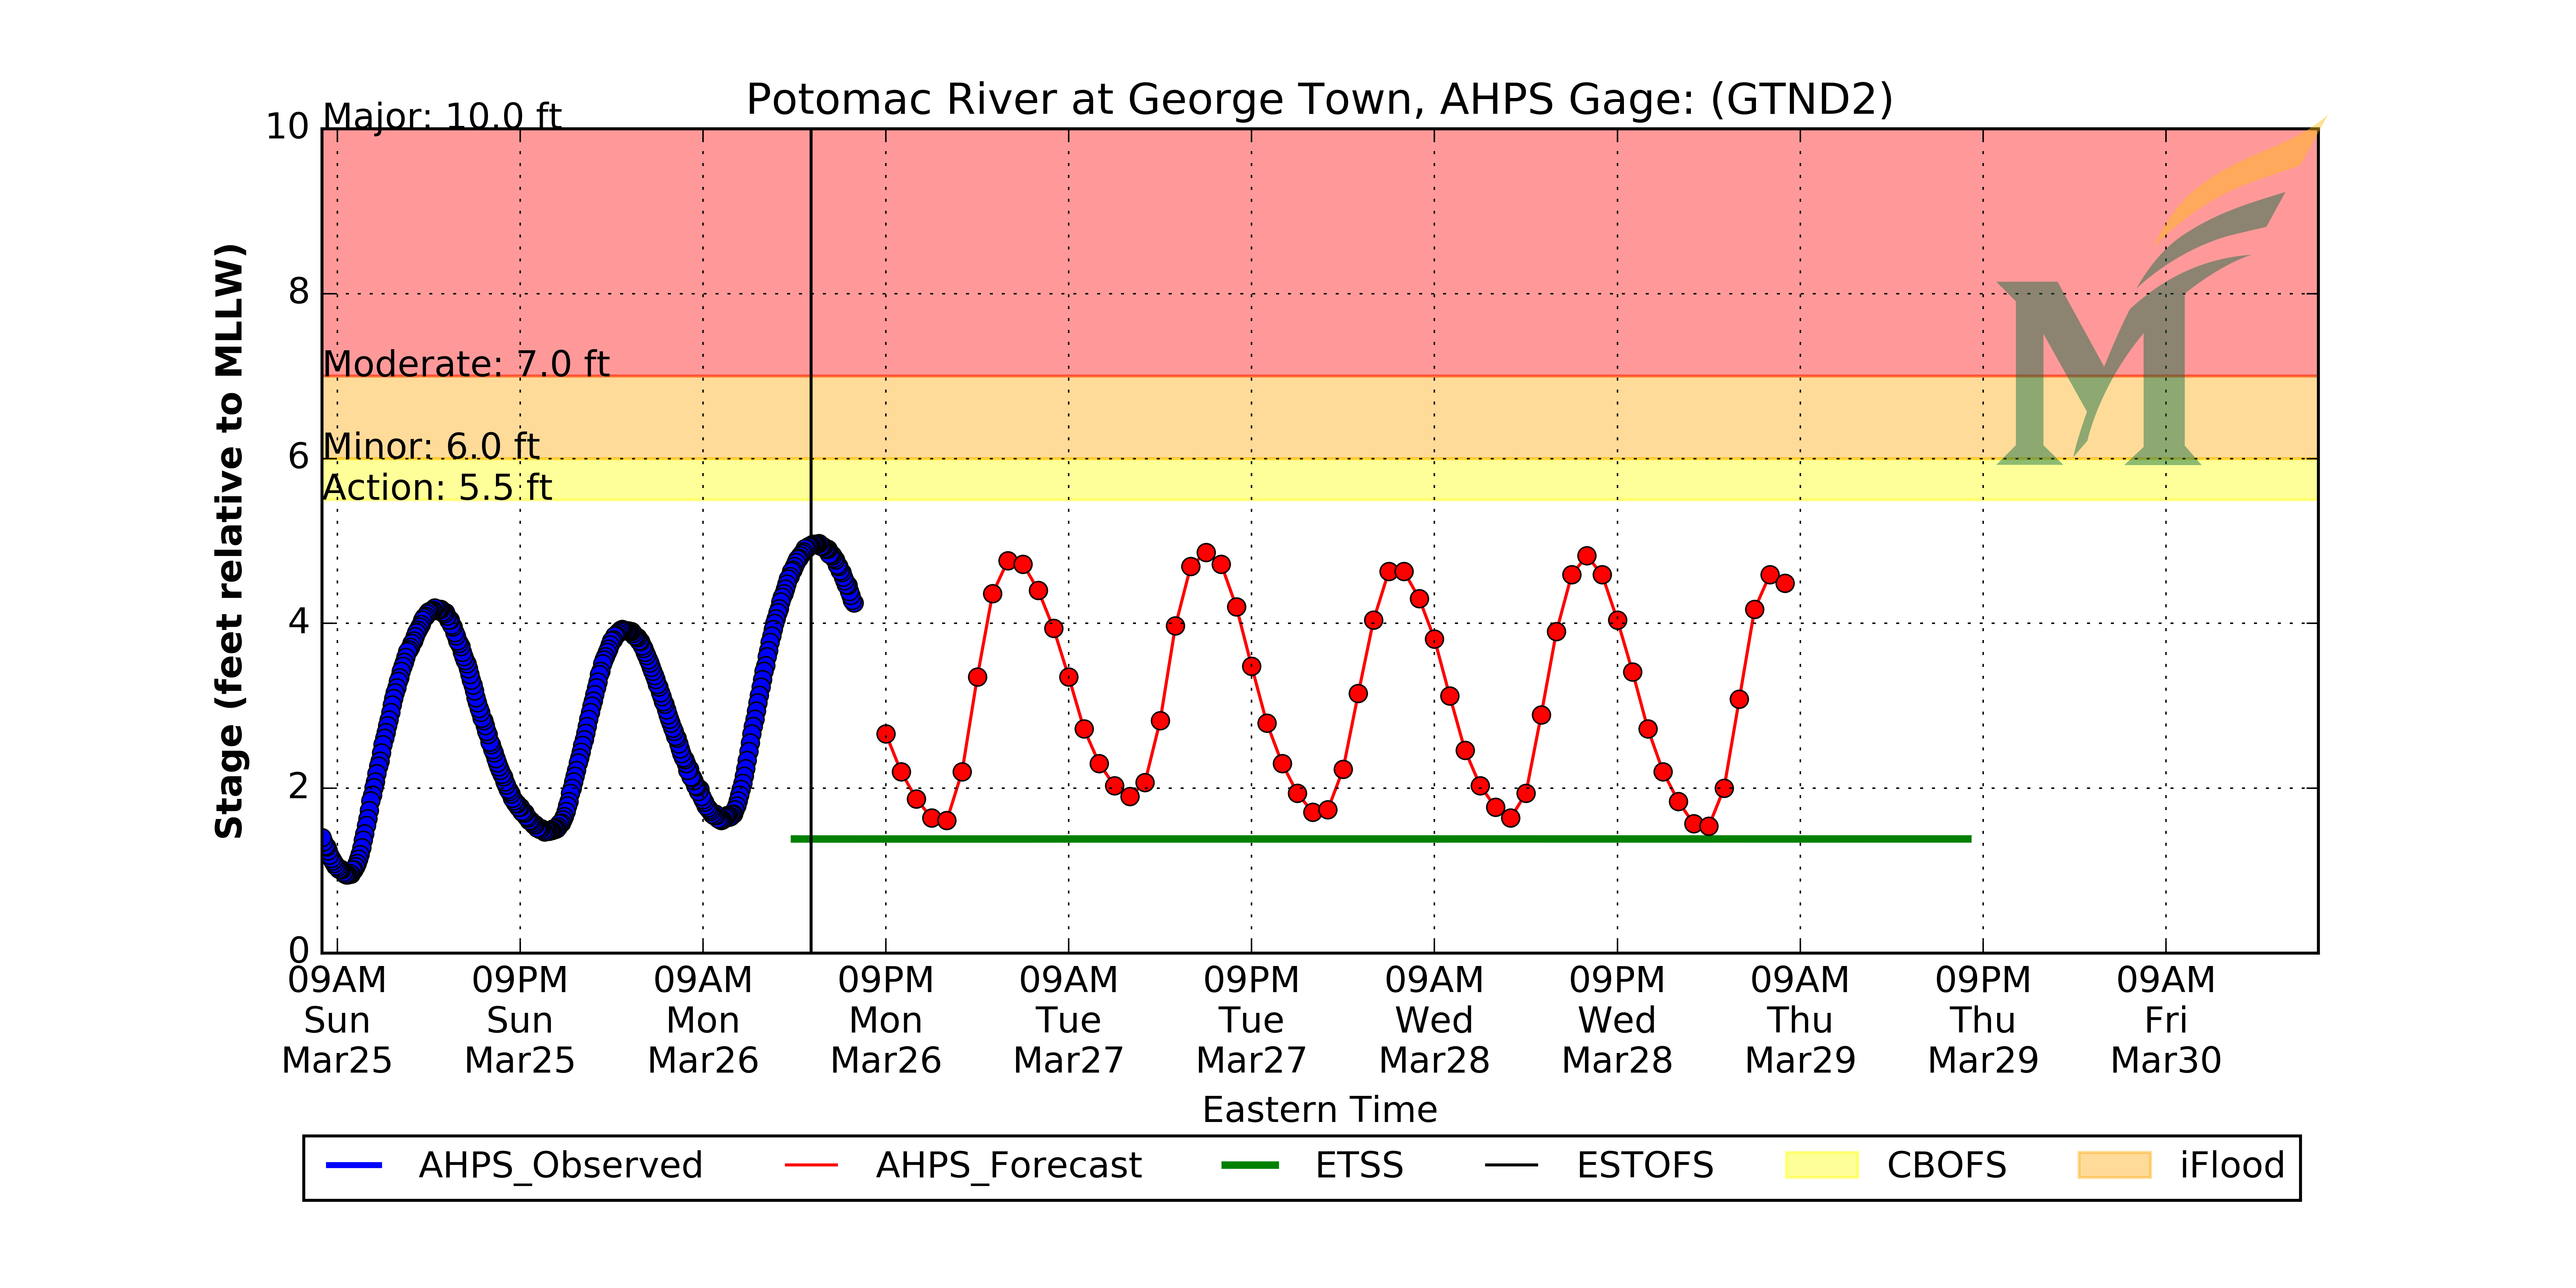 Potomac River at George Town, AHPS Gage: (GTND2)
Major: 10.0 ft
Moderate: 7.0 ft
Minor: 6.0 ft
Action: 5.5 ft
Stage (feet relative to MLLW)
10
8
6
4
2
0
09AM 09PM 09AM 09PM 09AM 09PM 09AM 09PM 09AM 09PM 09AM
Sun Sun Mon Mon Tue Tue Wed Wed Thu Thu Fri
Mar25 Mar25 Mar26 Mar26 Mar27 Mar27 Mar28 Mar28 Mar29 Mar29 Mar30
Eastern Time
AHPS_Observed AHPS_Forecast ETSS ESTOFS CBOFS iFlood
M